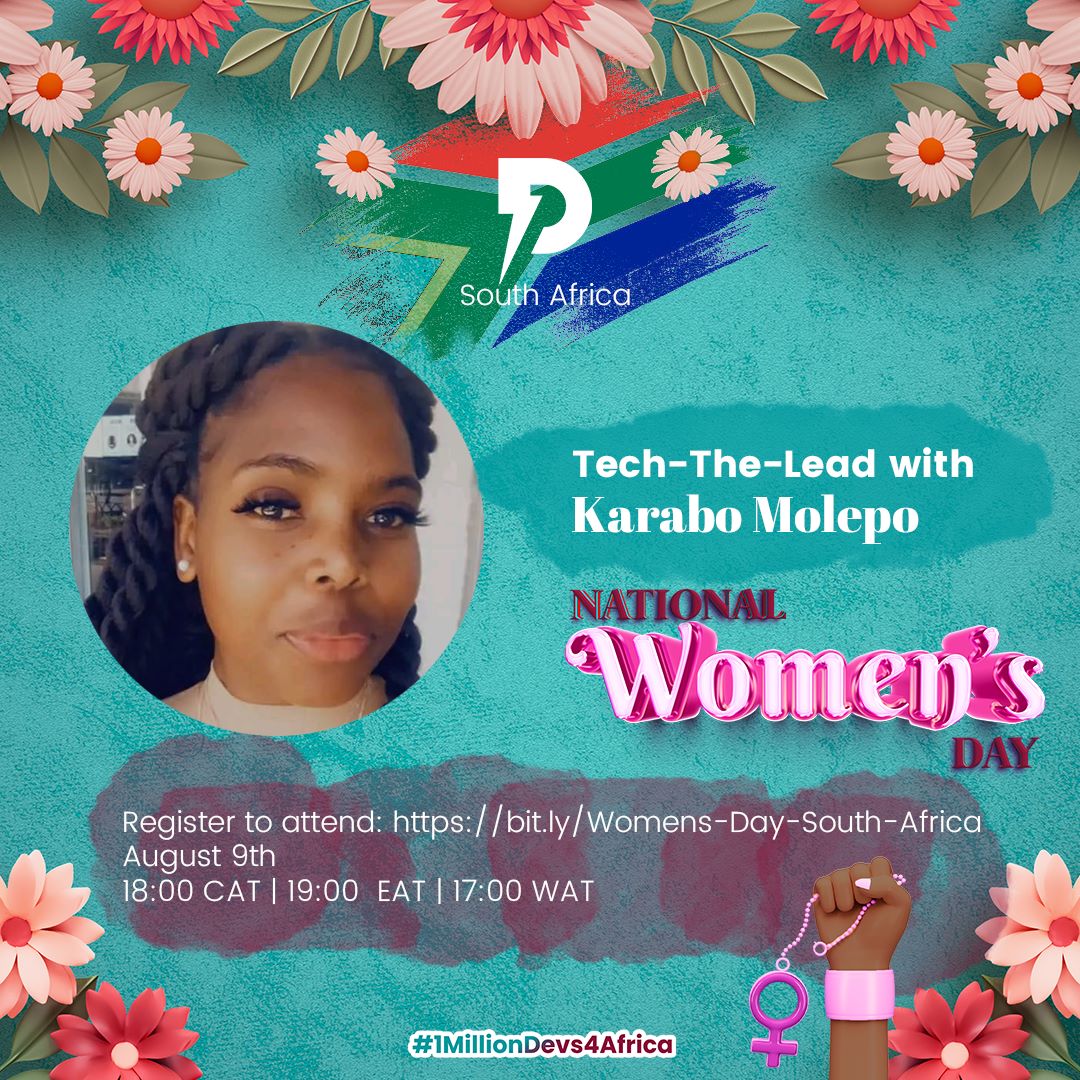 South Africa
Tech-The-Lead with
Karabo Molepo
NATIONAL
Women's
DAY
Register to attend: https://bit.ly/Womens-Day-South-Africa
August 9th
18:00 CAT | 19:00  EAT | 17:00 WAT
#1MillionDevs4Africa